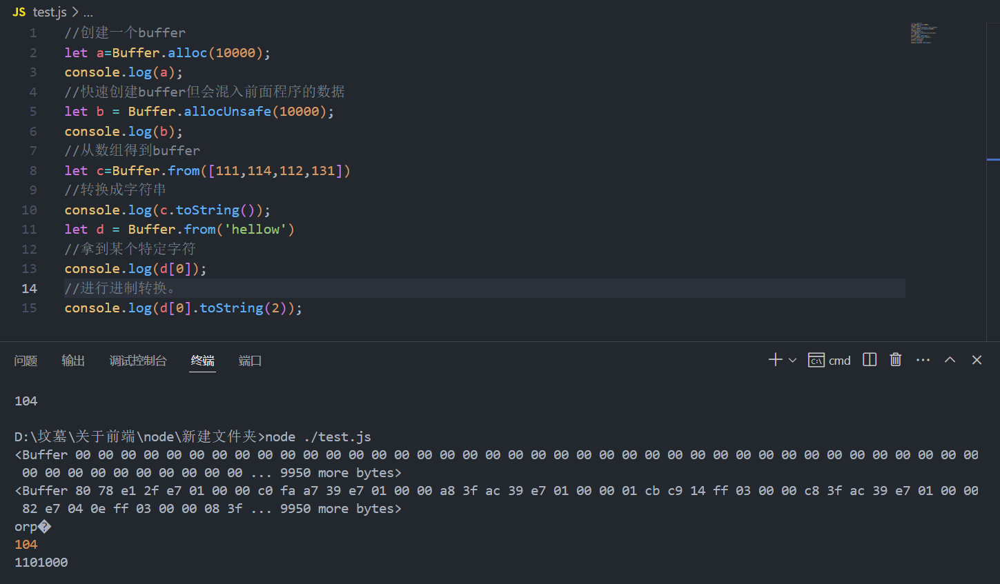 JS test.js > ...
1 //创建一个buffer
2 let a=Buffer.alloc(10000);
3 console.log(a);
4 //快速创建buffer但会混入前面程序的数据
5 let b = Buffer.allocUnsafe(10000);
6 console.log(b);
7 //从数组得到buffer
8 let c=Buffer.from([111,114,112,131])
9 //转换成字符串
10 console.log(c.toString());
11 let d = Buffer.from('hellow')
12 //拿到某个特定字符
13 console.log(d[0]);
14 //进行进制转换。
15 console.log(d[0].toString(2));
问题 输出 调试控制台 终端 端口 cmd
104
D:\坟墓\关于前端\node\新建文件夹>node ./test.js
<Buffer 00 00 00 00 00 00 00 00 00 00 00 00 00 00 00 00 00 00 00 00 00 00 00 00 00 00 00 00 00 00 00 00 00 00 00 00 00 00 00 00
00 00 00 00 00 00 00 00 00 00 ... 9950 more bytes>
<Buffer 80 78 e1 2f e7 01 00 00 c0 fa a7 39 e7 01 00 00 a8 3f ac 39 e7 01 00 00 01 cb c9 14 ff 03 00 00 c8 3f ac 39 e7 01 00 00
82 e7 04 0e ff 03 00 00 08 3f ... 9950 more bytes>
orp�
104
1101000